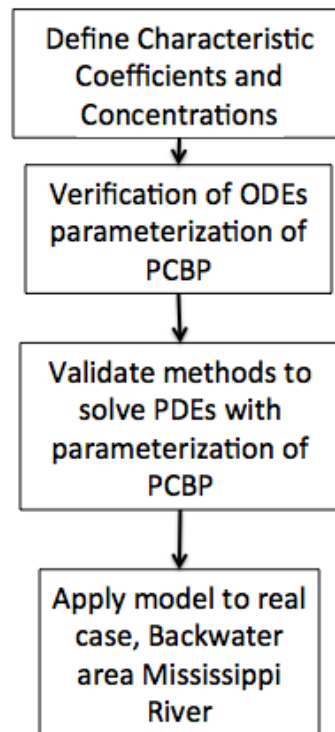 Define Characteristic
Coefficients and
Concentrations
Verification of ODEs
parameterization of
PCBP
Validate methods to
solve PDEs with
parameterization of
PCBP
Apply model to real
case, Backwater
area Mississippi
River